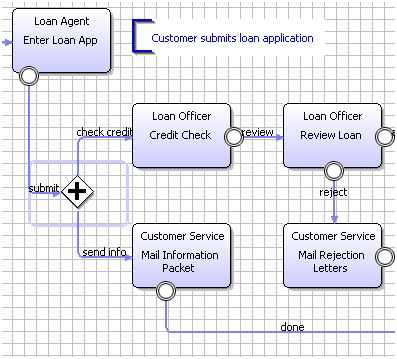 Loan Agent
Enter Loan App
Customer submits loan application
Loan Officer
Credit Check
Loan Officer
Review Loan
check credit
review
submit
reject
send info
Customer Service
Mail Information
Packet
Customer Service
Mail Rejection
Letters
done